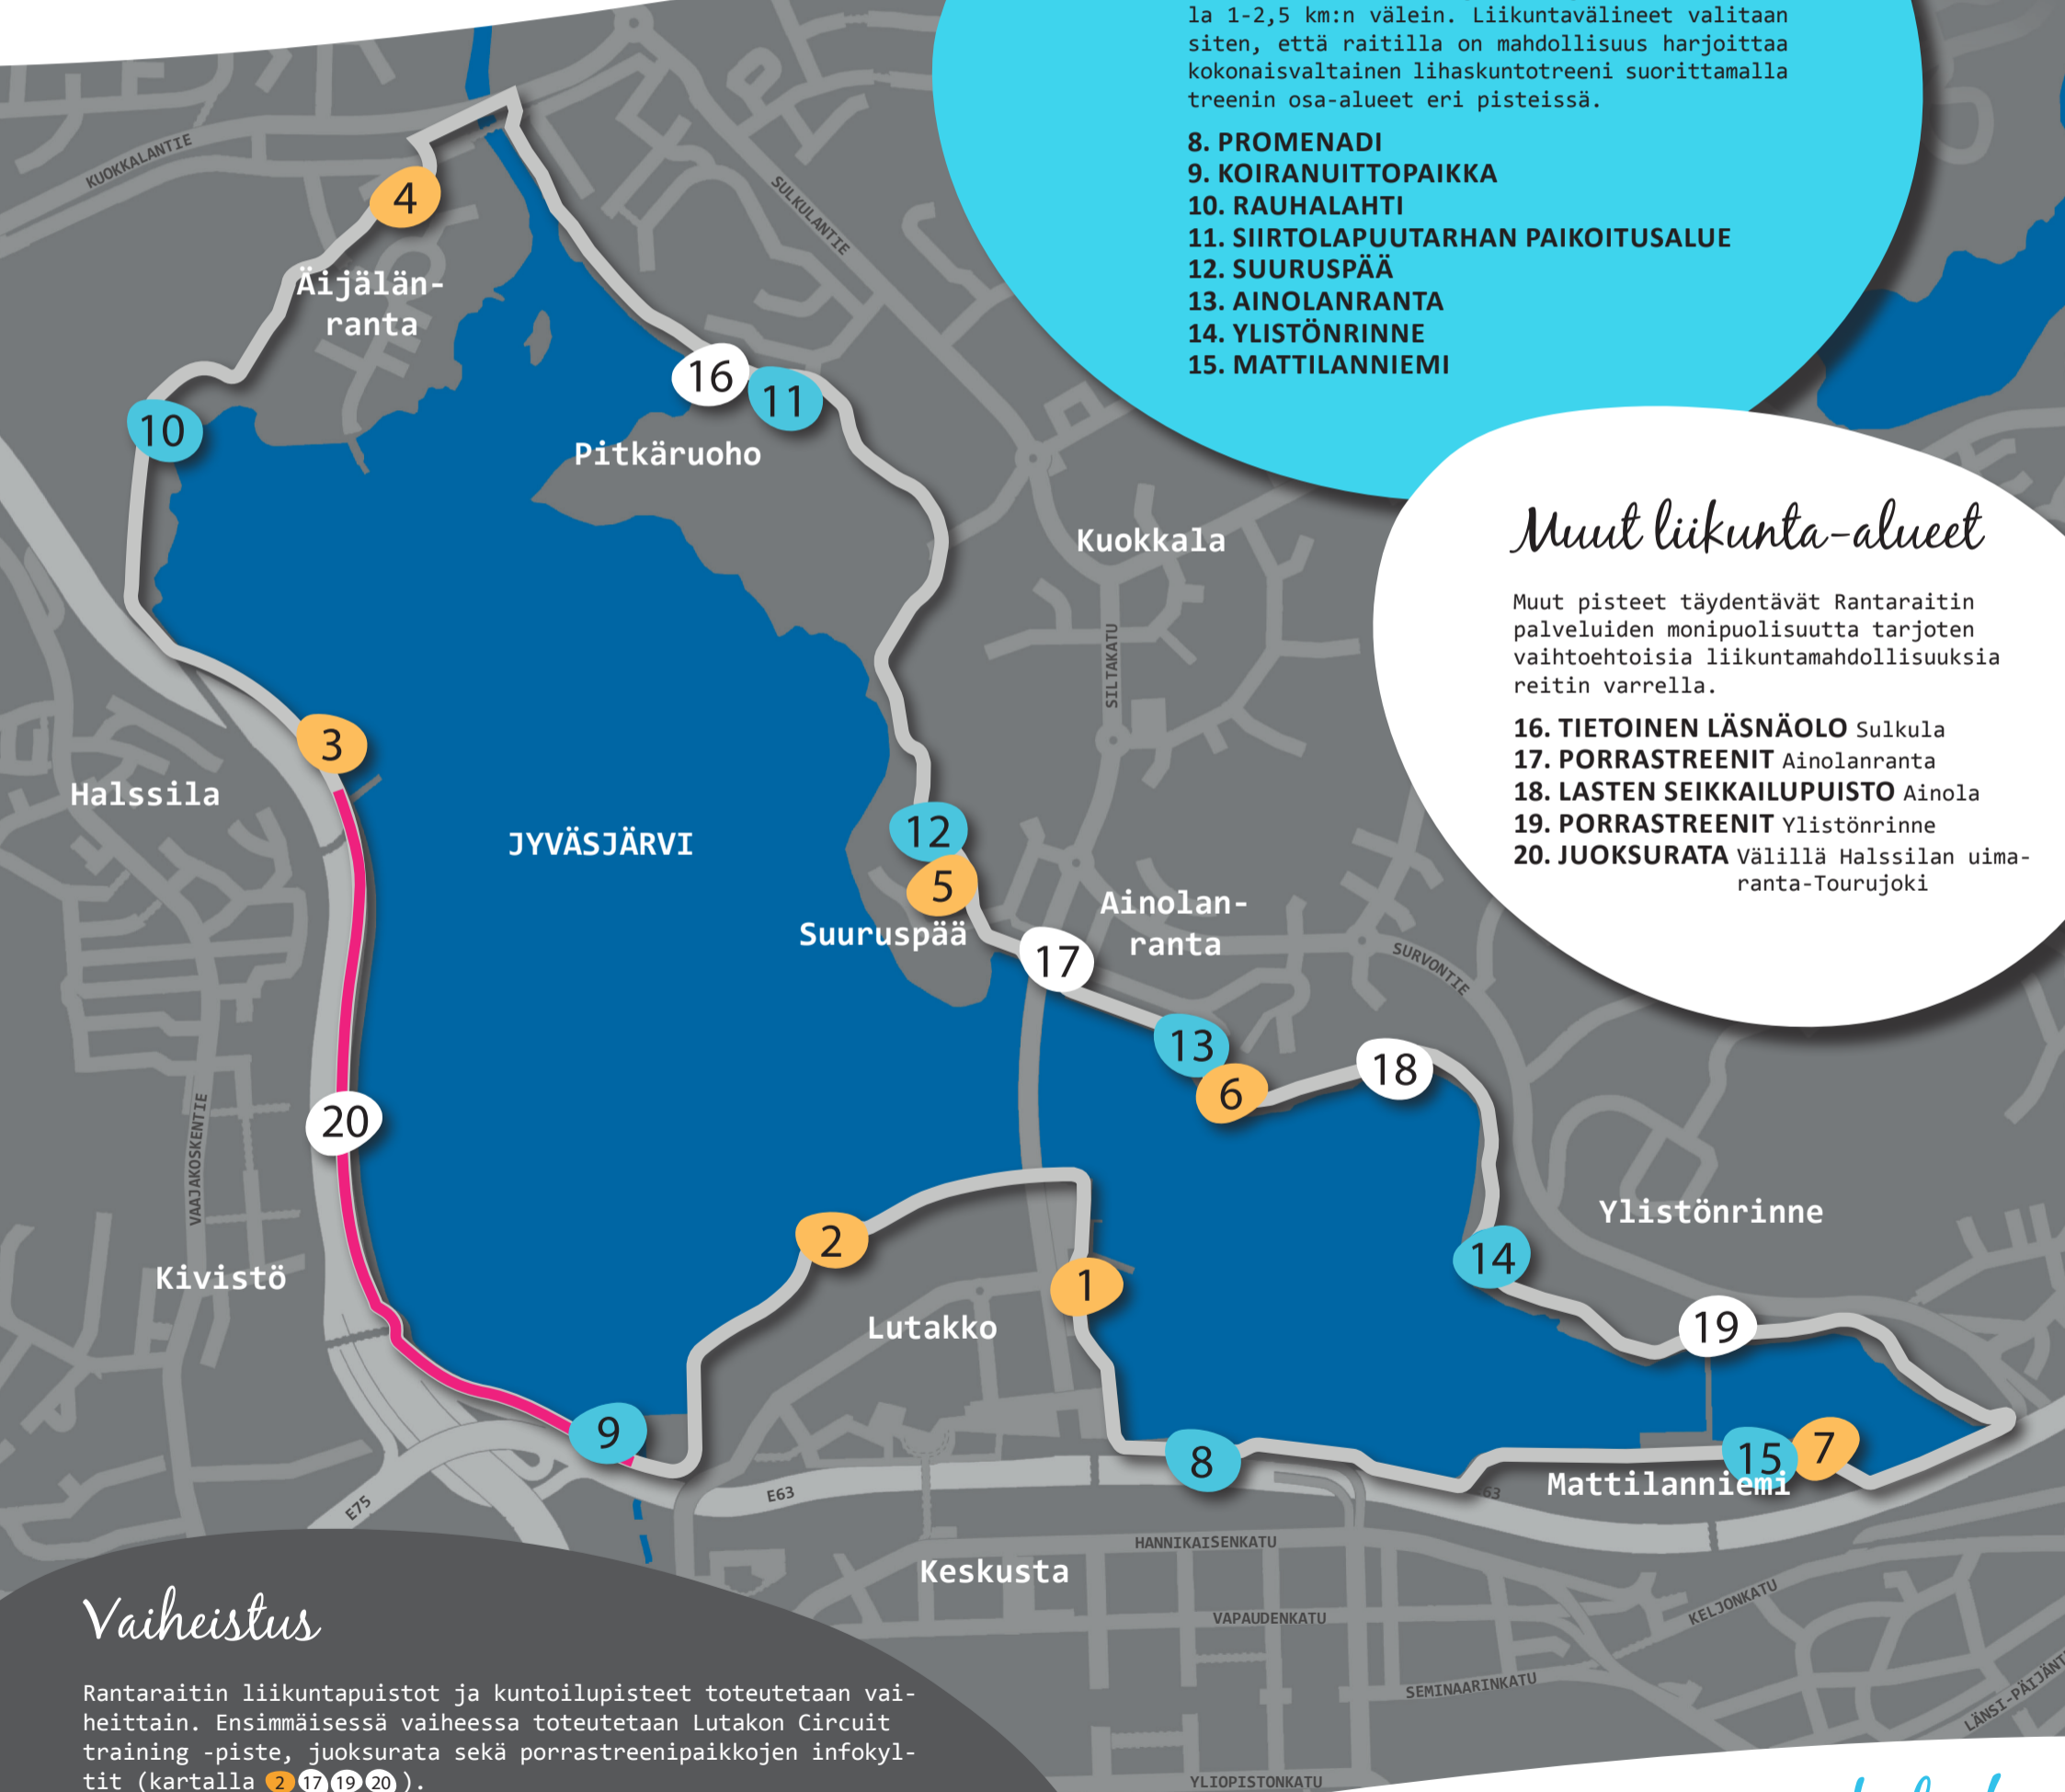 la 1-2,5 km:n välein. Liikuntavälineet valitaan
siten, että raitilla on mahdollisuus harjoittaa
kokonaisvaltainen lihaskuntotreeni suorittamalla
treenin osa-alueet eri pisteissä.
8. PROMENADI
9. KOIRANUITTOPAIKKA
10. RAUHALAHTI
11. SIIRTOLAPUUTARHAN PAIKOITUSALUE
12. SUURUSPÄÄ
13. AINOLANRANTA
14. YLISTÖNRINNE
15. MATTILANNIEMI
Muut liikunta-alueet
Muut pisteet täydentävät Rantaraitin
palveluiden monipuolisuutta tarjoten
vaihtoehtoisia liikuntamahdollisuuksia
reitin varrella.
16. TIETOINEN LÄSNÄOLO Sulkula
17. PORRASTREENIT Ainolanranta
18. LASTEN SEIKKAILUPUISTO Ainola
19. PORRASTREENIT Ylistönrinne
20. JUOKSURATA Välillä Halssilan uima-
ranta-Tourujoki
KUOKKALANTIE
SULKULANTIE
4
Äijälän-
ranta
16
11
10
Pitkäruoho
Kuokkala
SILTAKATU
3
Halssila
JYVÄSJÄRVI
12
5
Suuruspää
Ainolan-
ranta
17
SURVONTIE
13
6
18
20
VAAJAKOSKENTIE
Kivistö
2
1
Lutakko
14
Ylistönrinne
19
9
8
15
7
Mattilanniemi
E75
E63
63
HANNIKAISENKATU
Keskusta
VAPAUDENKATU
KELJONKATU
SEMINAARINKATU
LÄNSI-PÄIJÄNT
YLIOPISTONKATU
Vaiheistus
Rantaraitin liikuntapuistot ja kuntoilupisteet toteutetaan vai-
heittain. Ensimmäisessä vaiheessa toteutetaan Lutakon Circuit
training -piste, juoksurata sekä porrastreenipaikkojen infokyl-
tit (kartalla 2 17 19 20 ).